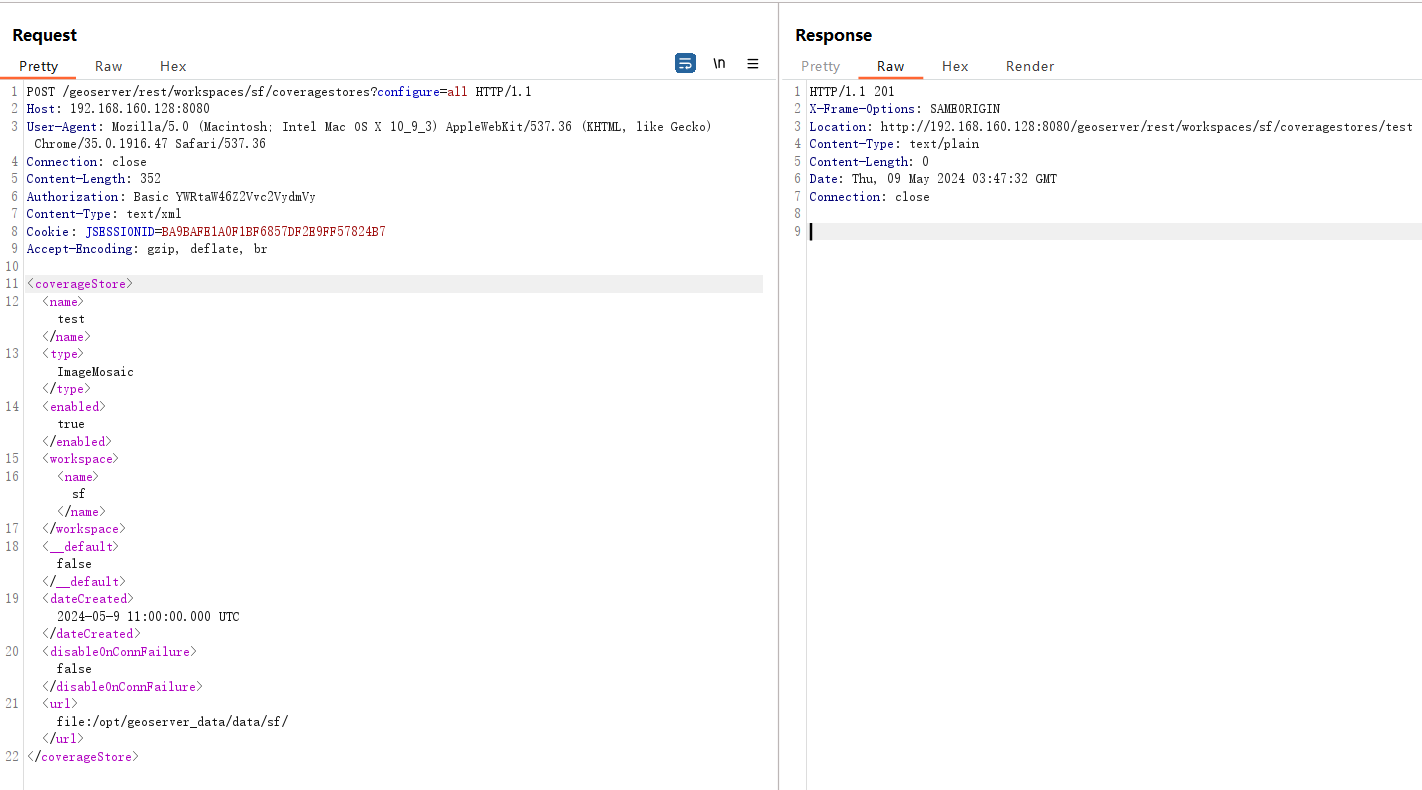 Request
Pretty Raw Hex \n
1 POST /geoserver/rest/workspaces/sf/coveragestores?configure=all HTTP/1.1
2 Host: 192.168.160.128:8080
3 User-Agent: Mozilla/5.0 (Macintosh; Intel Mac OS X 10_9_3) AppleWebKit/537.36 (KHTML, like Gecko)
Chrome/35.0.1916.47 Safari/537.36
4 Connection: close
5 Content-Length: 352
6 Authorization: Basic YWRtaW46Z2Vvc2VydmVy
7 Content-Type: text/xml
8 Cookie: JSESSIONID=BA9BAFE1A0F1BF6857DF2E9FF57824B7
9 Accept-Encoding: gzip, deflate, br
10
11 <coverageStore>
12 <name>
test
</name>
13 <type>
ImageMosaic
</type>
14 <enabled>
true
</enabled>
15 <workspace>
16 <name>
sf
</name>
17 </workspace>
18 <__default>
false
</__default>
19 <dateCreated>
2024-05-9 11:00:00.000 UTC
</dateCreated>
20 <disableOnConnFailure>
false
</disableOnConnFailure>
21 <url>
file:/opt/geoserver_data/data/sf/
</url>
22 </coverageStore>
Response
Pretty Raw Hex Render
1 HTTP/1.1 201
2 X-Frame-Options: SAMEORIGIN
3 Location: http://192.168.160.128:8080/geoserver/rest/workspaces/sf/coveragestores/test
4 Content-Type: text/plain
5 Content-Length: 0
6 Date: Thu, 09 May 2024 03:47:32 GMT
7 Connection: close
8
9